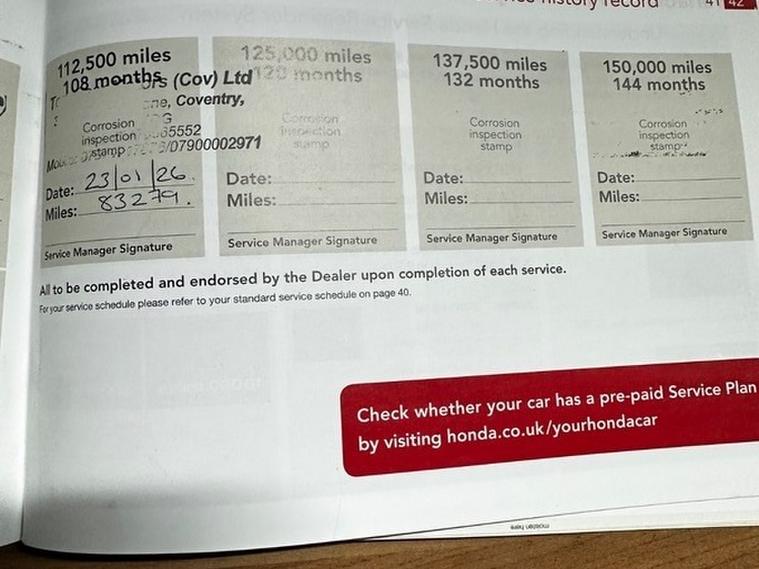 history record
41 42
112,500 miles
108 months
(Cov) Ltd
Coventry,
Corrosion
inspection
stamp
65552
/07900002971
Date: 23/01/26.
Miles: 83279.
Service Manager Signature
125,000 miles
120 months
Corrosion
inspection
stamp
Date:
Miles:
Service Manager Signature
137,500 miles
132 months
Corrosion
inspection
stamp
Date:
Miles:
Service Manager Signature
150,000 miles
144 months
Corrosion
inspection
stamp
Date:
Miles:
Service Manager Signature
All to be completed and endorsed by the Dealer upon completion of each service.
For your service schedule please refer to your standard service schedule on page 40.
Check whether your car has a pre-paid Service Plan
by visiting honda.co.uk/yourhondacar